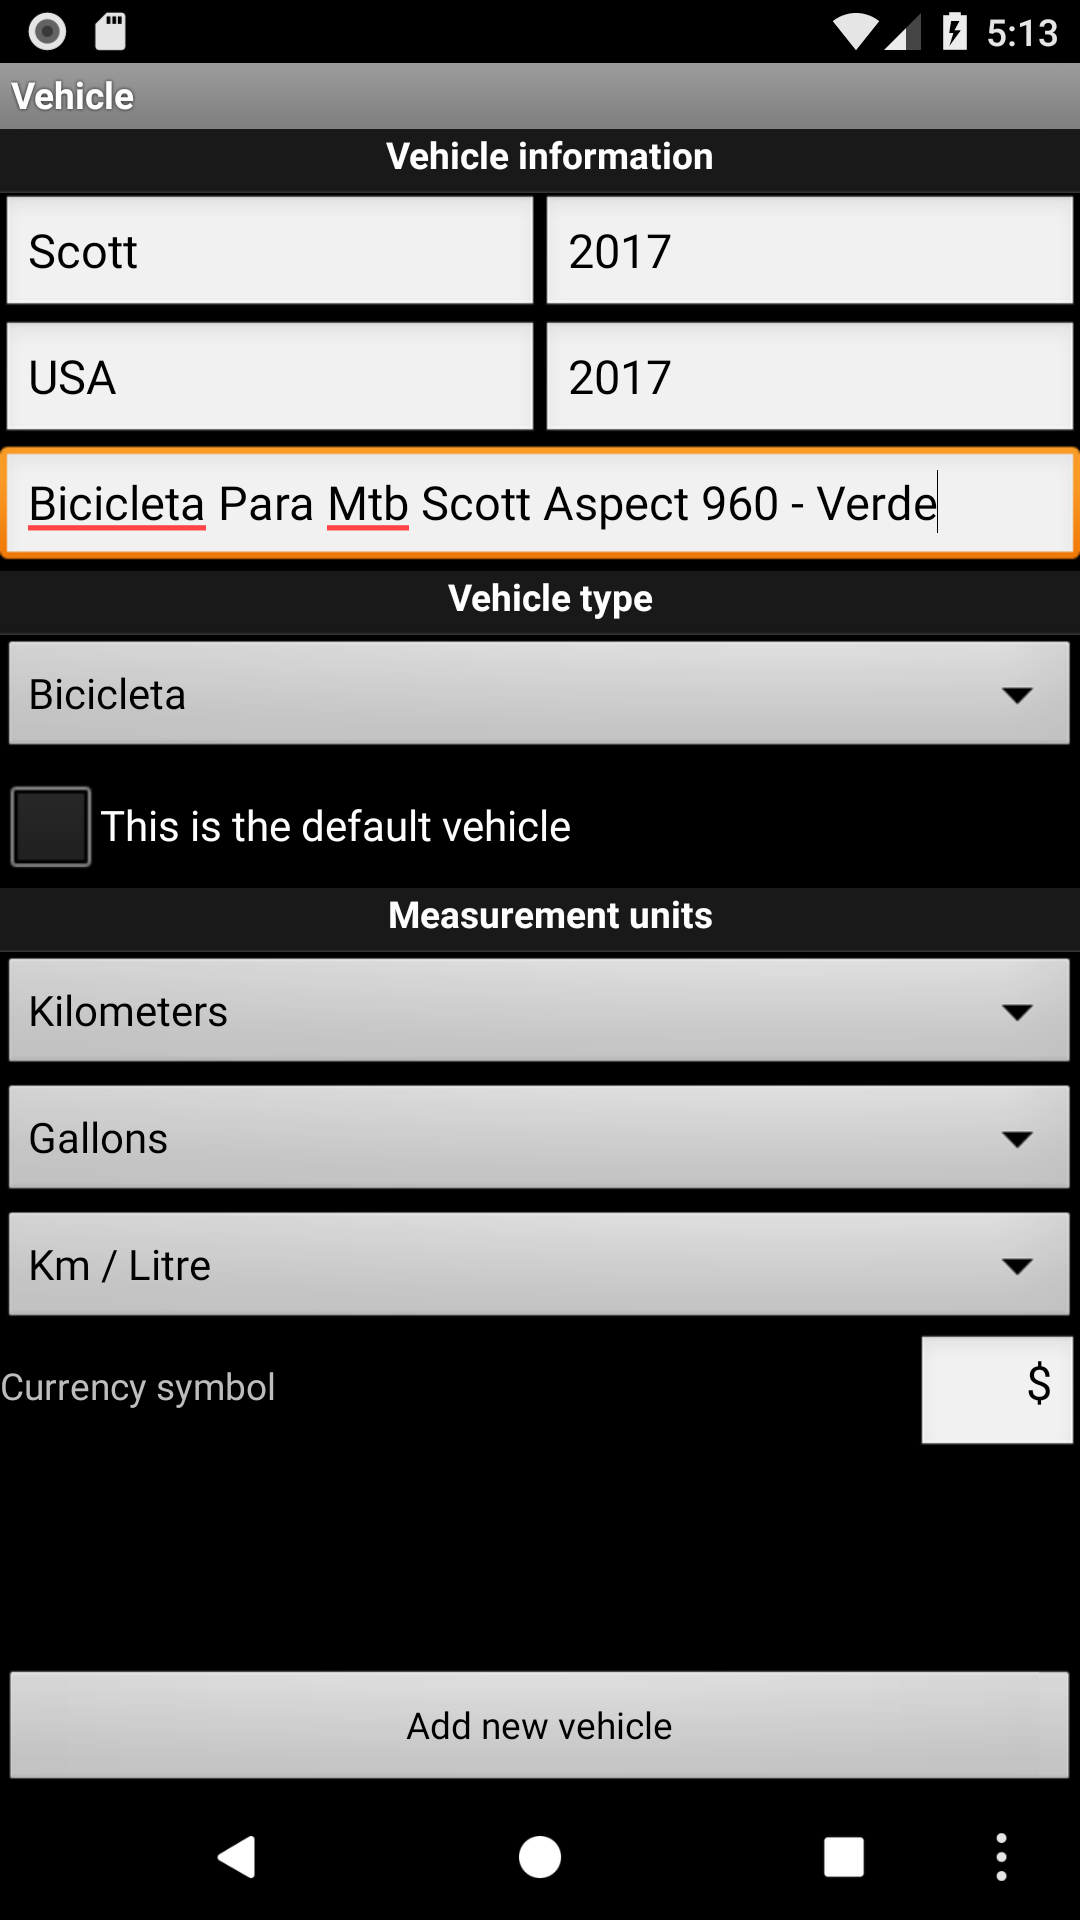 5:13
Vehicle
Vehicle information
Scott
2017
USA
2017
Bicicleta Para Mtb Scott Aspect 960 - Verde
Vehicle type
Bicicleta
This is the default vehicle
Measurement units
Kilometers
Gallons
Km / Litre
Currency symbol
$
Add new vehicle